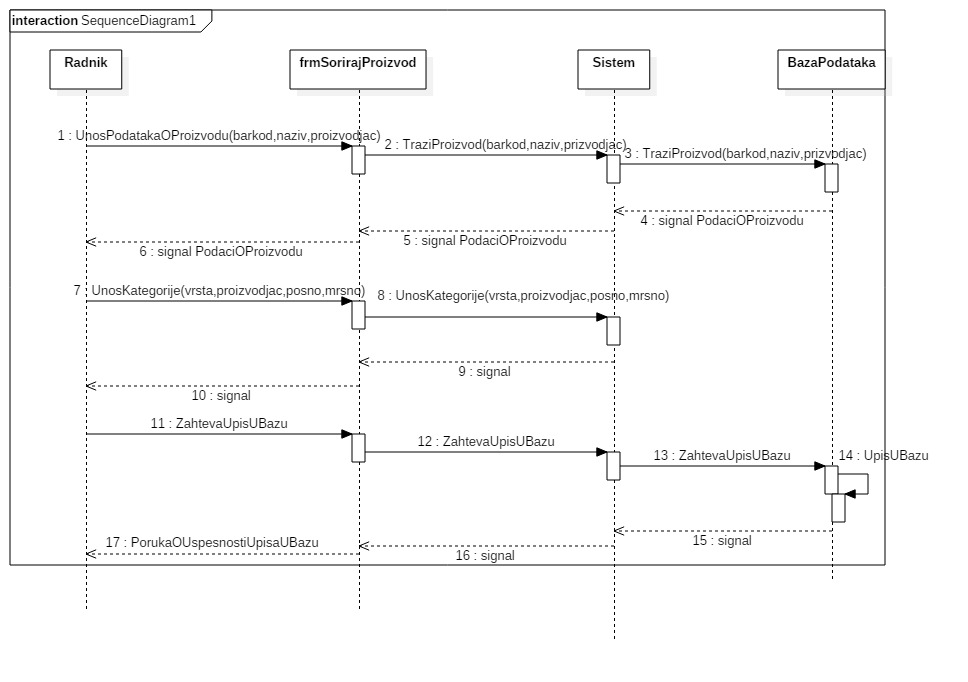 interaction SequenceDiagram1
Radnik
frmSorirajProizvod
Sistem
BazaPodataka
1 : UnosPodatakaOProizvodu(barkod,naziv,proizvodjac)
2 : TraziProizvod(barkod,naziv,prizvodjac)
3 : TraziProizvod(barkod,naziv,prizvodjac)
4 : signal PodaciOProizvodu
5 : signal PodaciOProizvodu
6 : signal PodaciOProizvodu
7 : UnosKategorije(vrsta,proizvodjac,posno,mrsno)
8 : UnosKategorije(vrsta,proizvodjac,posno,mrsno)
9 : signal
10 : signal
11 : ZahtevaUpisUBazu
12 : ZahtevaUpisUBazu
13 : ZahtevaUpisUBazu
14 : UpisUBazu
15 : signal
16 : signal
17 : PorukaOUspesnostiUpisaUBazu